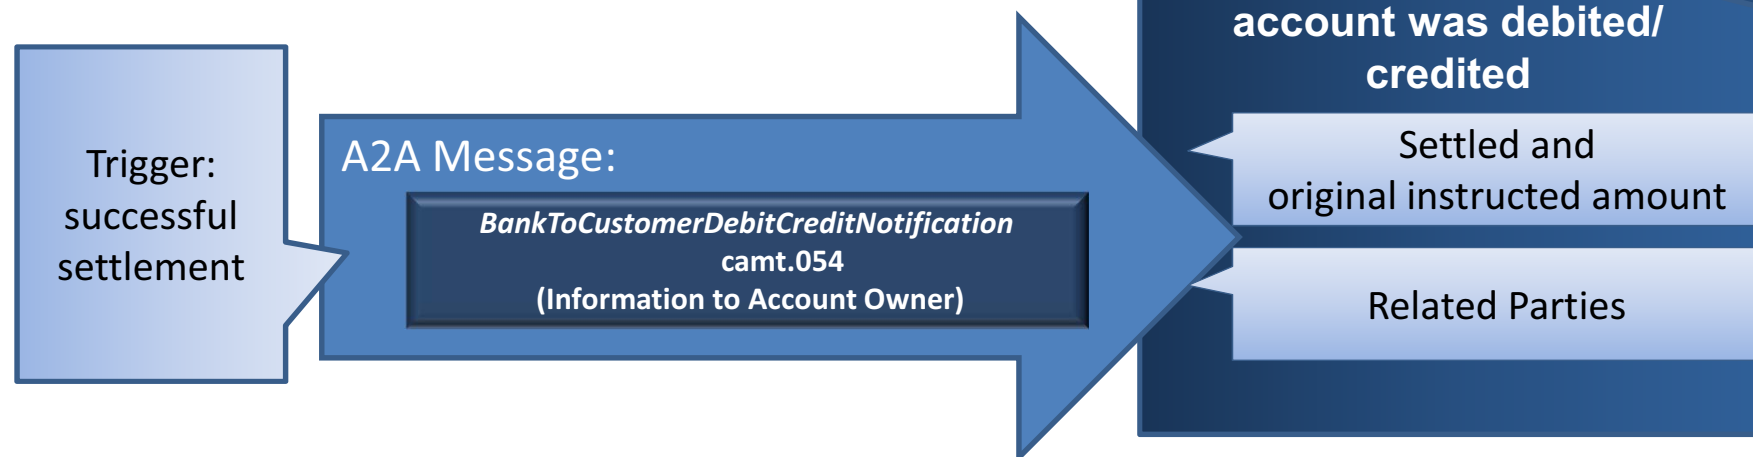 Trigger:
successful
settlement
A2A Message:
BankToCustomerDebitCreditNotification
camt.054
(Information to Account Owner)
account was debited/
credited
Settled and
original instructed amount
Related Parties